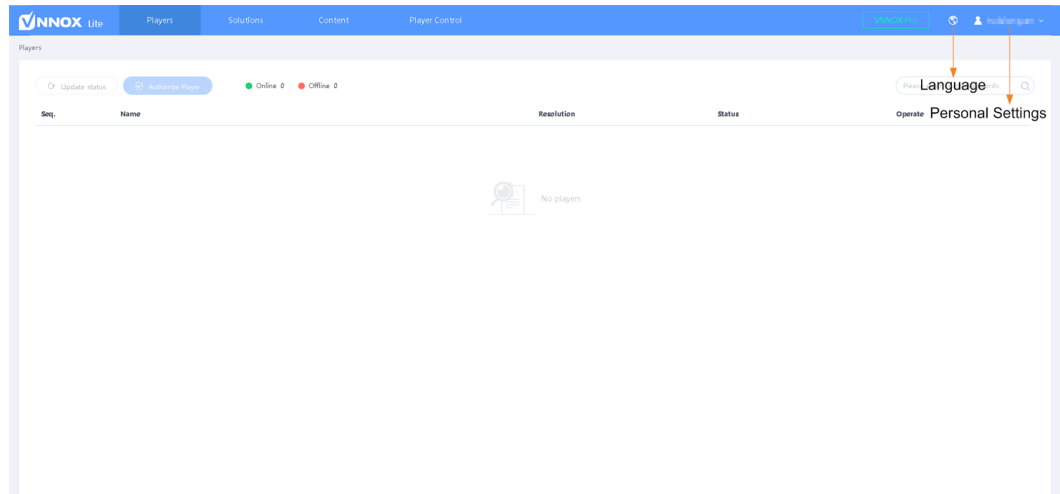 VNNOX Lite
Players Solutions Content Player Control
VNNOX Pro
Players
Update status Authorize Player Online 0 Offline 0
Language
Seq. Name Resolution Status Operate
Personal Settings
No players